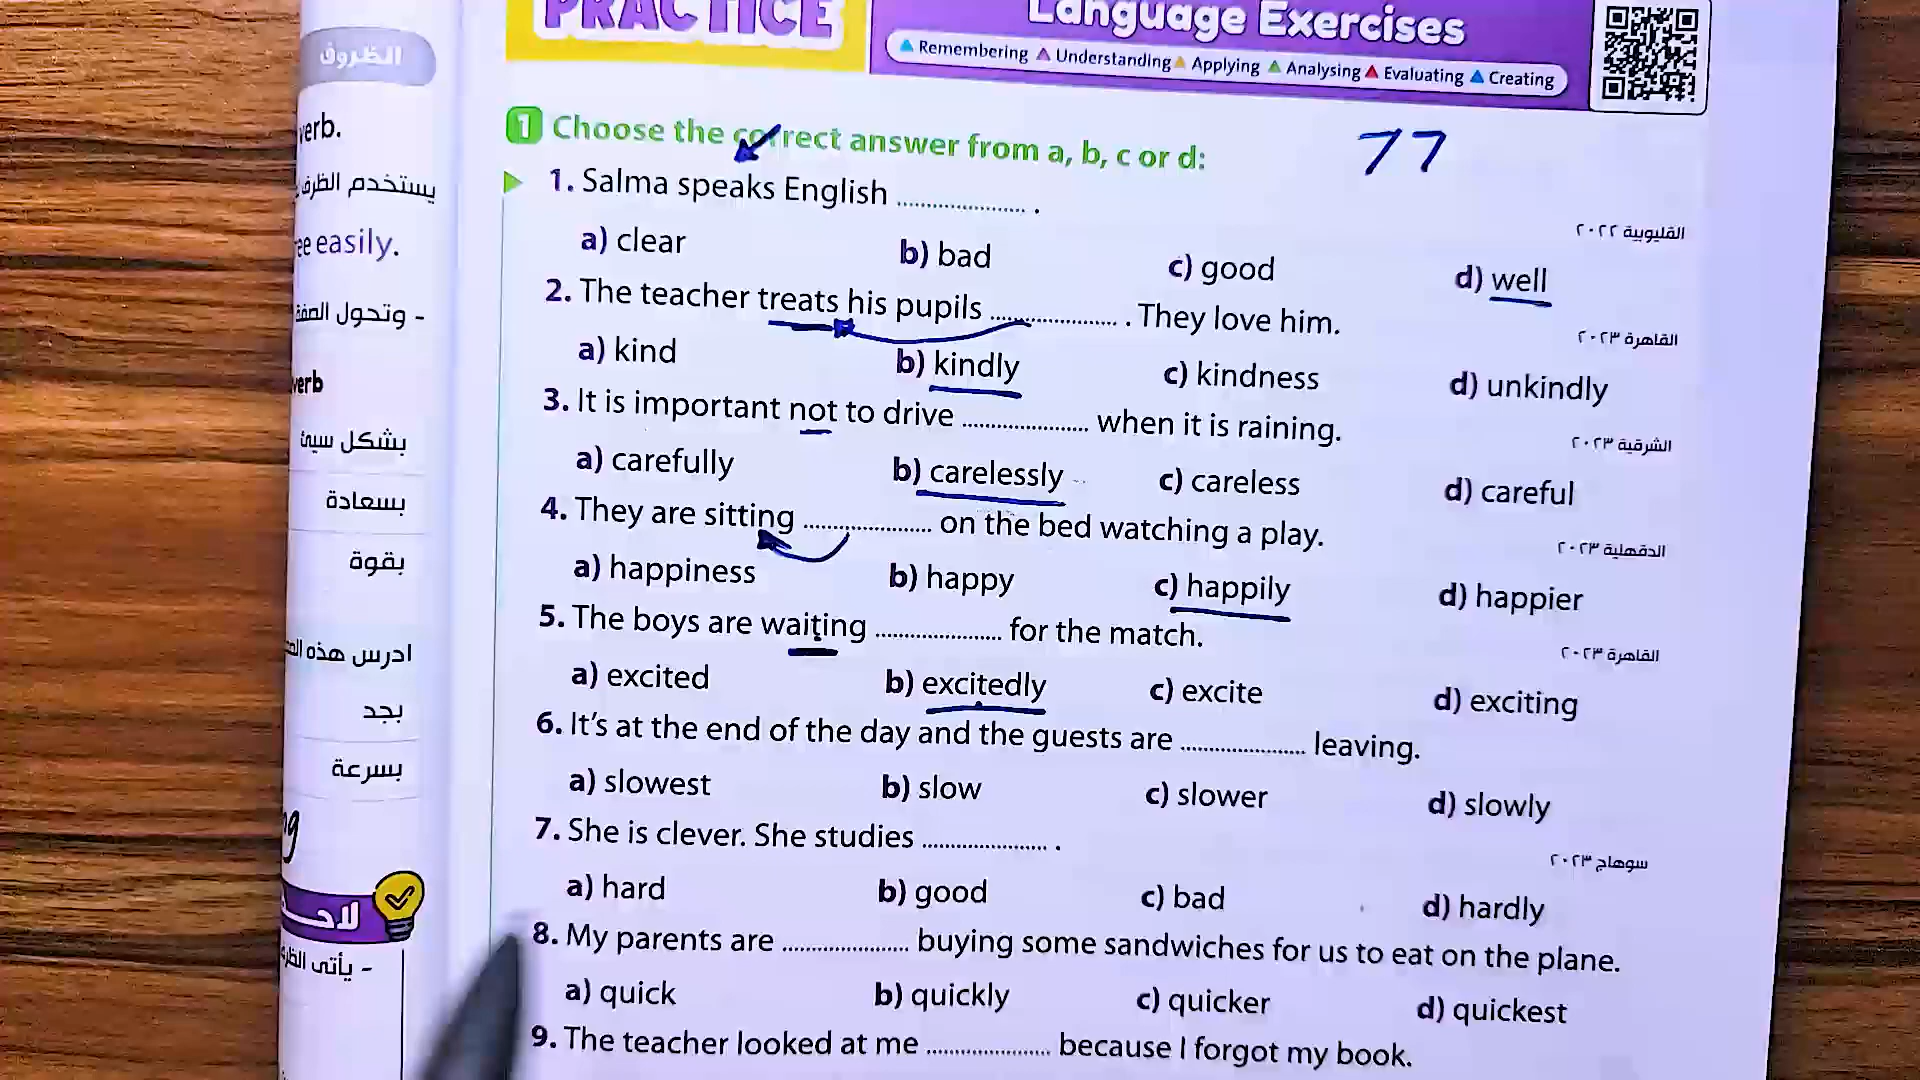 PRACTICE
Language Exercises
Remembering Understanding Applying Analysing Evaluating Creating
1 Choose the correct answer from a, b, c or d:
77
1. Salma speaks English .................... .
القليوبية ٢٠٢٢
a) clear b) bad c) good d) well
2. The teacher treats his pupils .................... . They love him.
القاهرة ٢٠٢٣
a) kind b) kindly c) kindness d) unkindly
3. It is important not to drive .................... when it is raining.
الشرقية ٢٠٢٣
a) carefully b) carelessly c) careless d) careful
4. They are sitting .................... on the bed watching a play.
الدقهلية ٢٠٢٣
a) happiness b) happy c) happily d) happier
5. The boys are waiting .................... for the match.
القاهرة ٢٠٢٣
a) excited b) excitedly c) excite d) exciting
6. It's at the end of the day and the guests are .................... leaving.
a) slowest b) slow c) slower d) slowly
7. She is clever. She studies .................... .
سوهاج ٢٠٢٣
a) hard b) good c) bad d) hardly
8. My parents are .................... buying some sandwiches for us to eat on the plane.
a) quick b) quickly c) quicker d) quickest
9. The teacher looked at me .................... because I forgot my book.
الظروف
verb.
يستخدم الظرف
easily.
- وتحول الصفة
verb
بشكل سيئ
بسعادة
بقوة
ادرس هذه
بجد
بسرعة
- يأتى